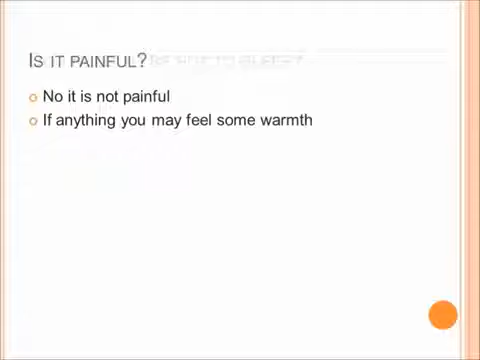 Is it painful?
No it is not painful
If anything you may feel some warmth